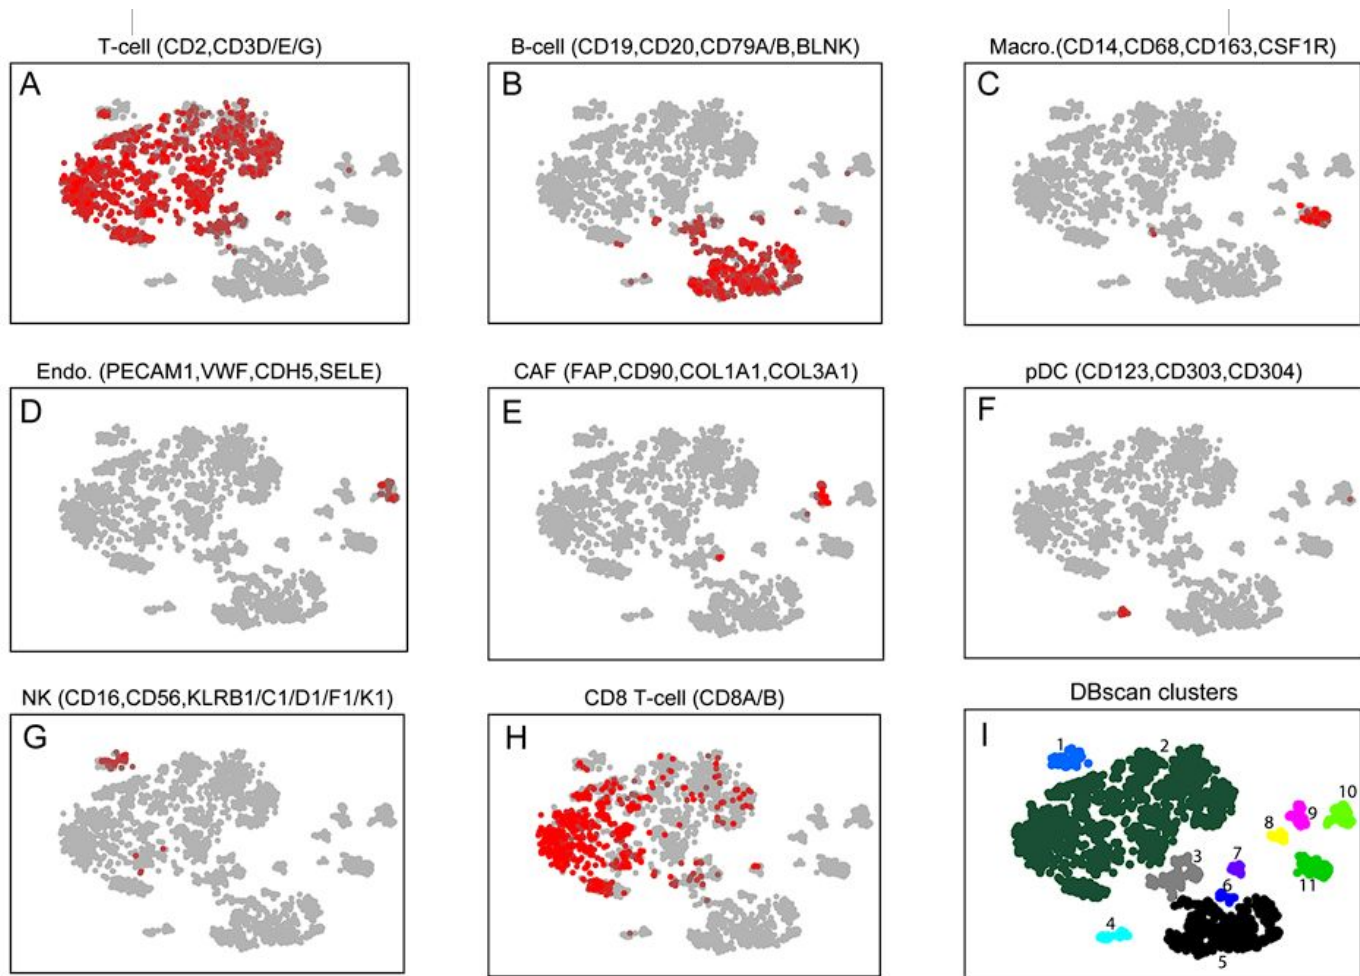 T-cell (CD2,CD3D/E/G)
B-cell (CD19,CD20,CD79A/B,BLNK)
Macro.(CD14,CD68,CD163,CSF1R)
A
B
C
Endo. (PECAM1,VWF,CDH5,SELE)
CAF (FAP,CD90,COL1A1,COL3A1)
pDC (CD123,CD303,CD304)
D
E
F
NK (CD16,CD56,KLRB1/C1/D1/F1/K1)
CD8 T-cell (CD8A/B)
DBscan clusters
G
H
I
1
2
10
9
8
3
7
11
6
4
5